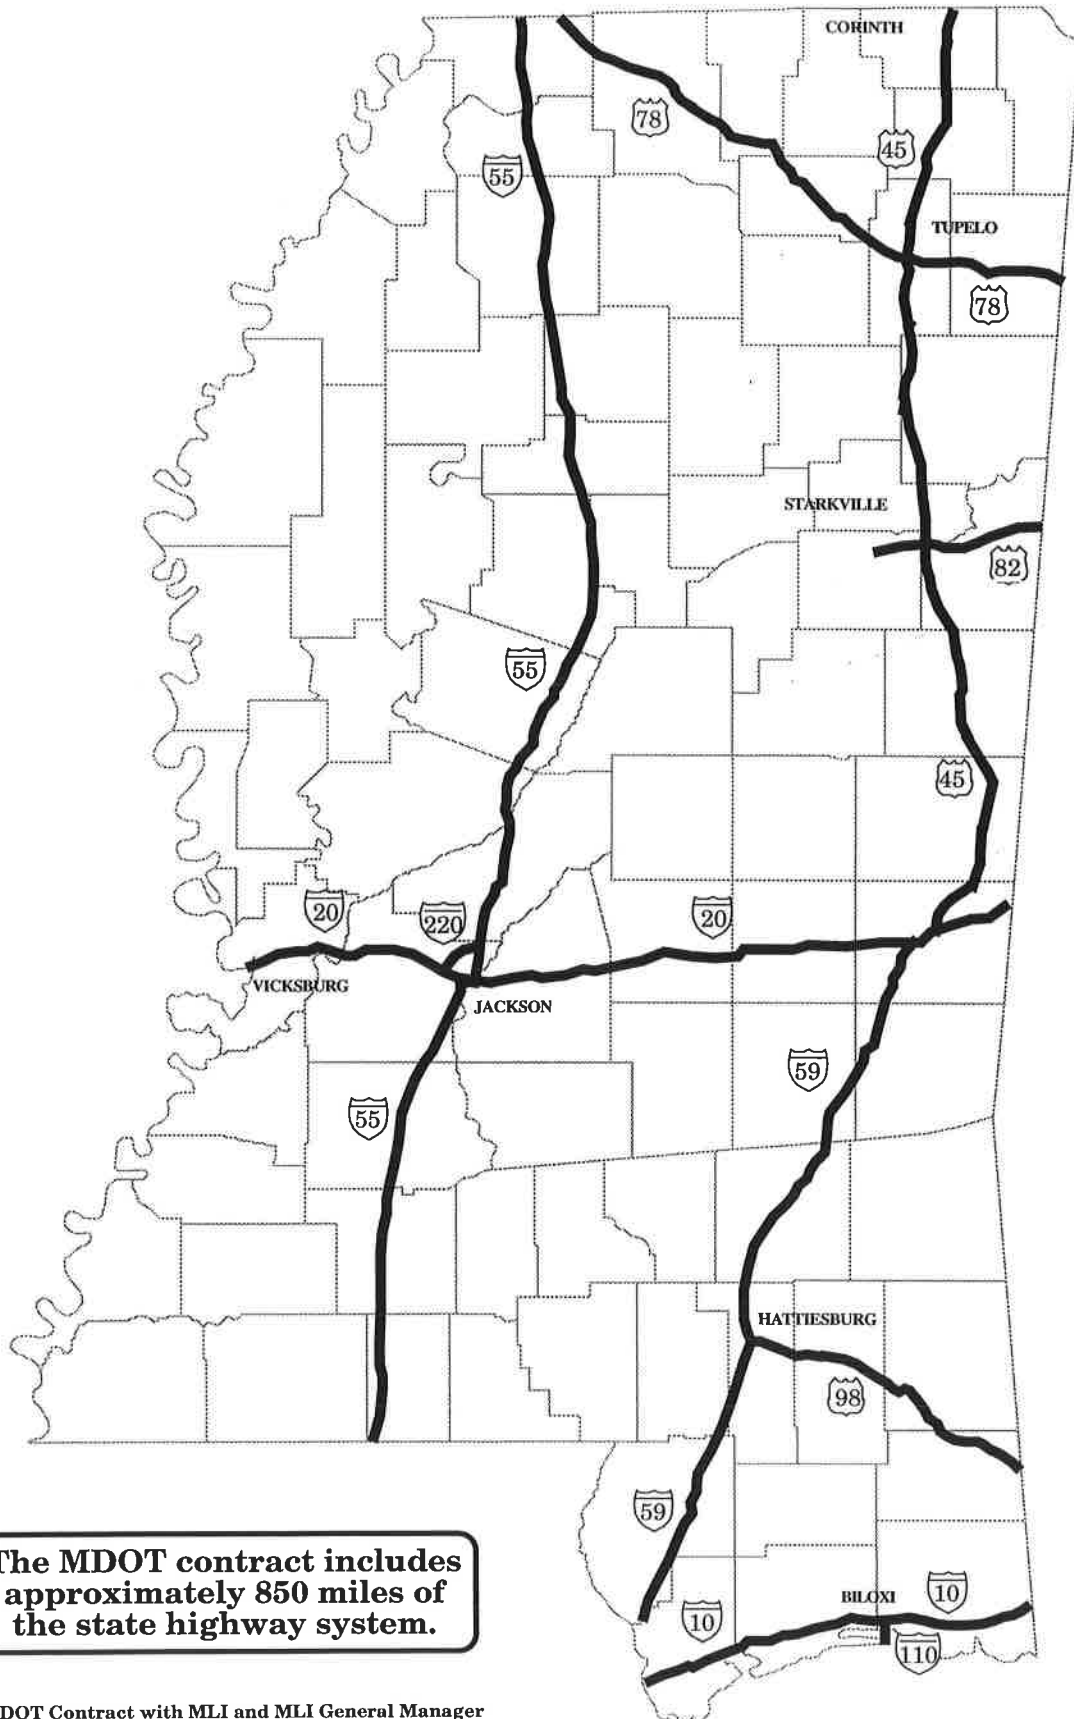 CORINTH
78
45
55
TUPELO
78
STARKVILLE
82
55
45
20
220
20
VICKSBURG
JACKSON
59
55
HATTIESBURG
98
59
BILOXI
10
10
110
The MDOT contract includes
approximately 850 miles of
the state highway system.
DOT Contract with MLI and MLI General Manager